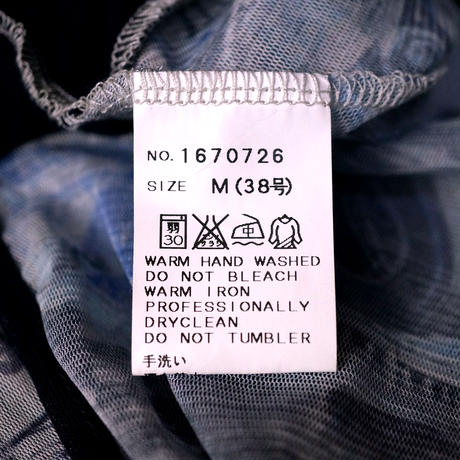 NO. 1670726
SIZE M (38号)
弱 30 中
WARM HAND WASHED
DO NOT BLEACH
WARM IRON
PROFESSIONALLY
DRYCLEAN
DO NOT TUMBLER
手洗い